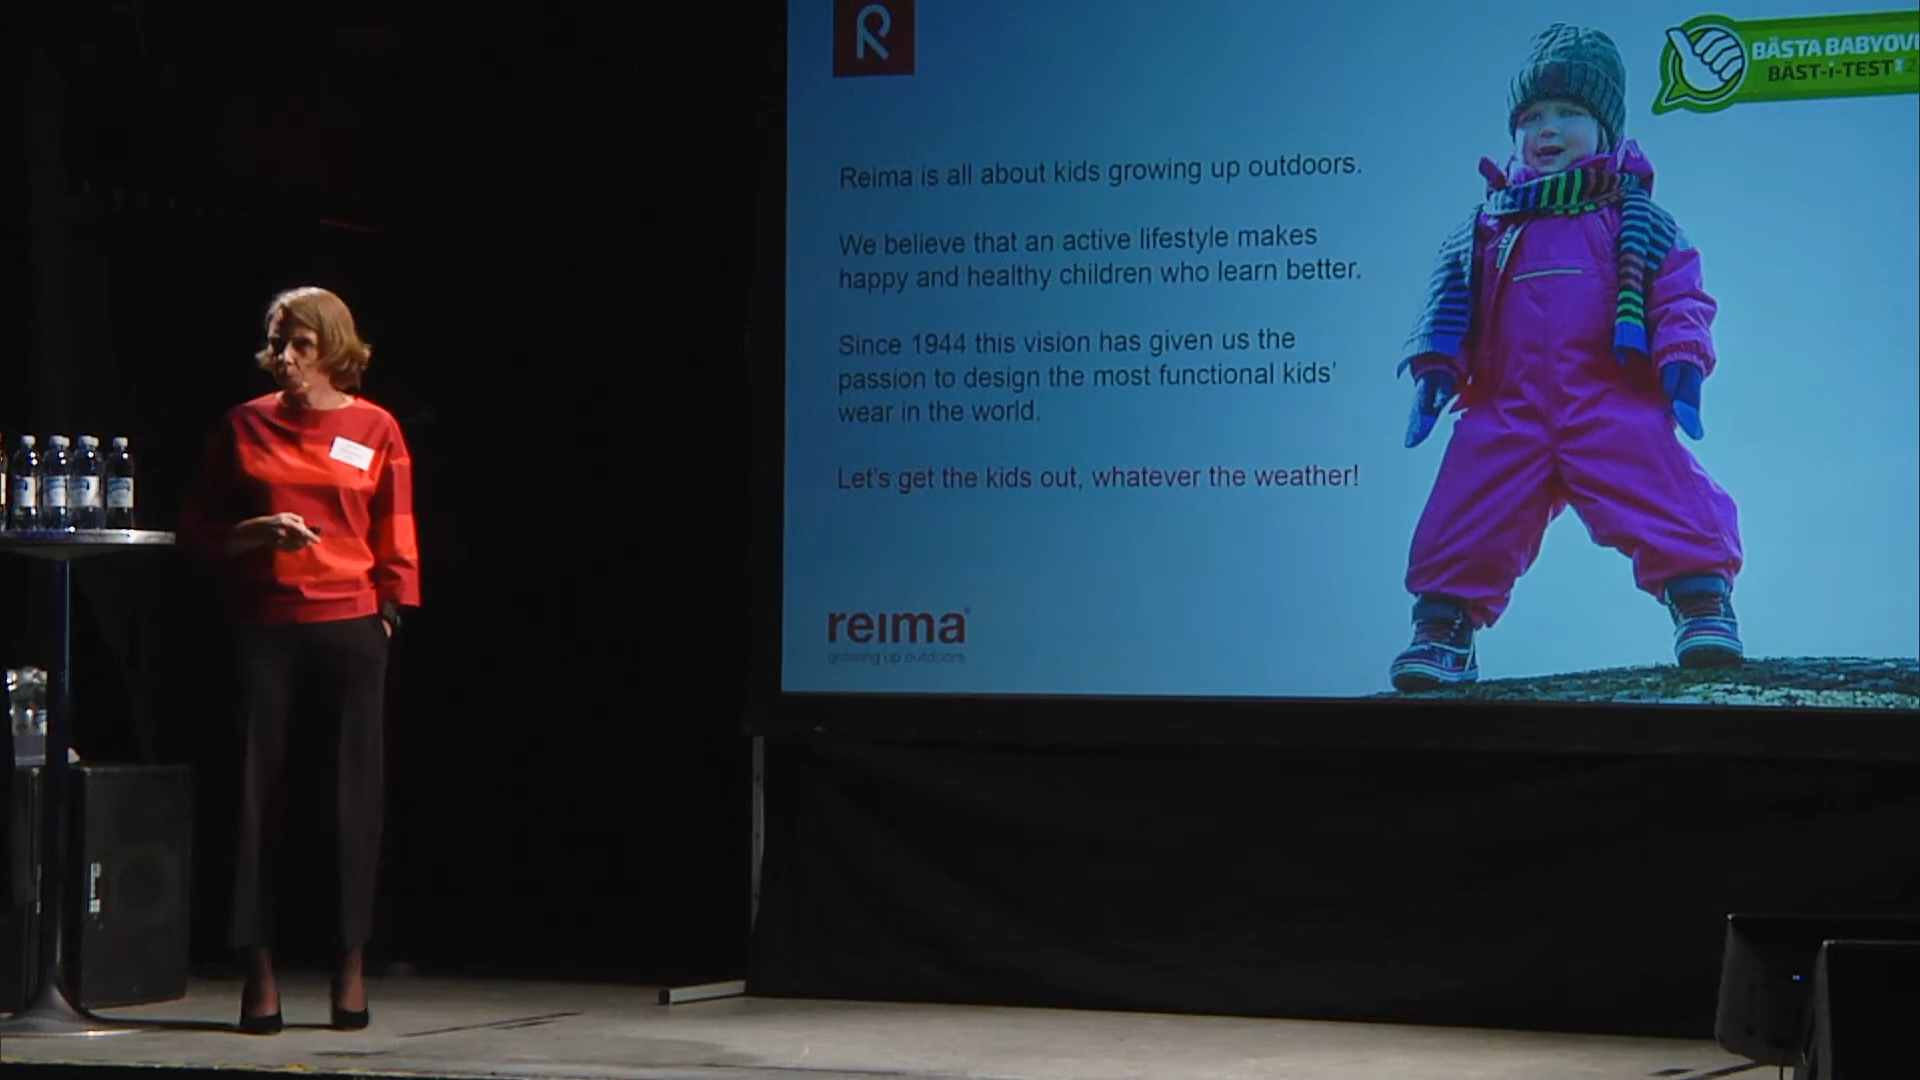 R
BÄSTA BABYOV
BÄST-i-TEST
Reima is all about kids growing up outdoors.
We believe that an active lifestyle makes
happy and healthy children who learn better.
Since 1944 this vision has given us the
passion to design the most functional kids'
wear in the world.
Let's get the kids out, whatever the weather!
reima
growing up outdoors